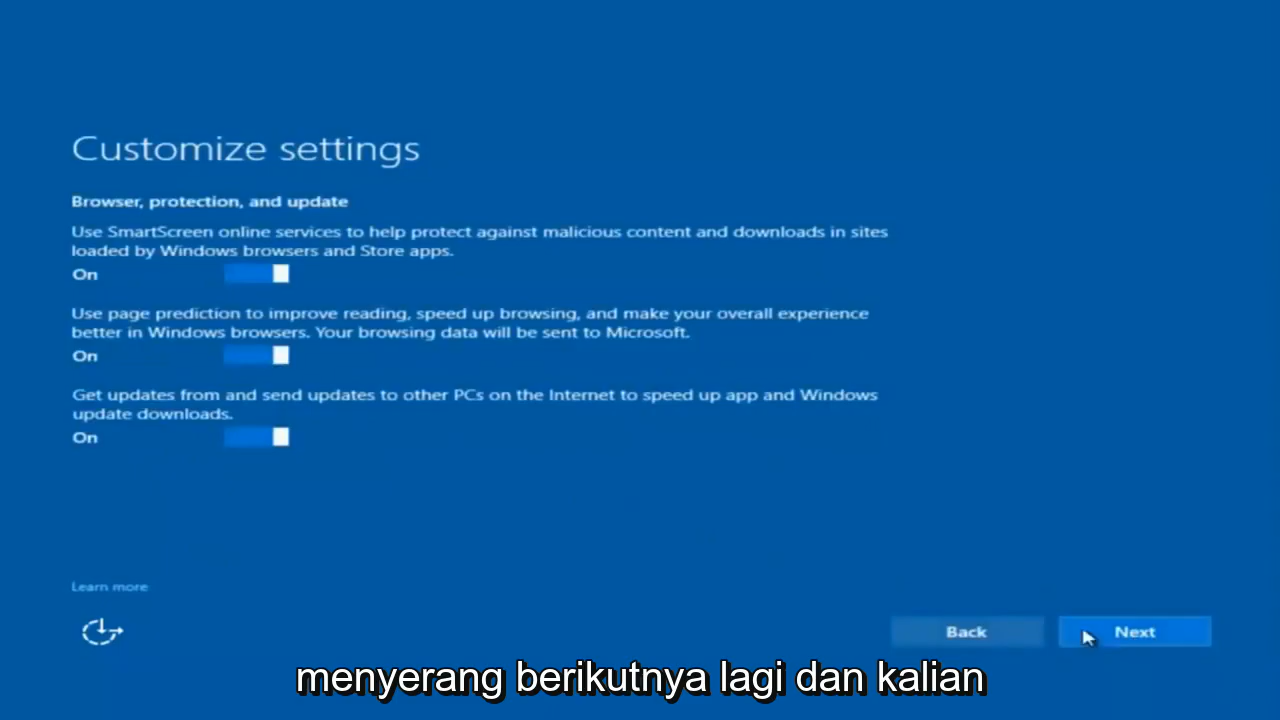 Customize settings
Browser, protection, and update
Use SmartScreen online services to help protect against malicious content and downloads in sites
loaded by Windows browsers and Store apps.
On
Use page prediction to improve reading, speed up browsing, and make your overall experience
better in Windows browsers. Your browsing data will be sent to Microsoft.
On
Get updates from and send updates to other PCs on the Internet to speed up app and Windows
update downloads.
On
Learn more
Back
Next
menyerang berikutnya lagi dan kalian